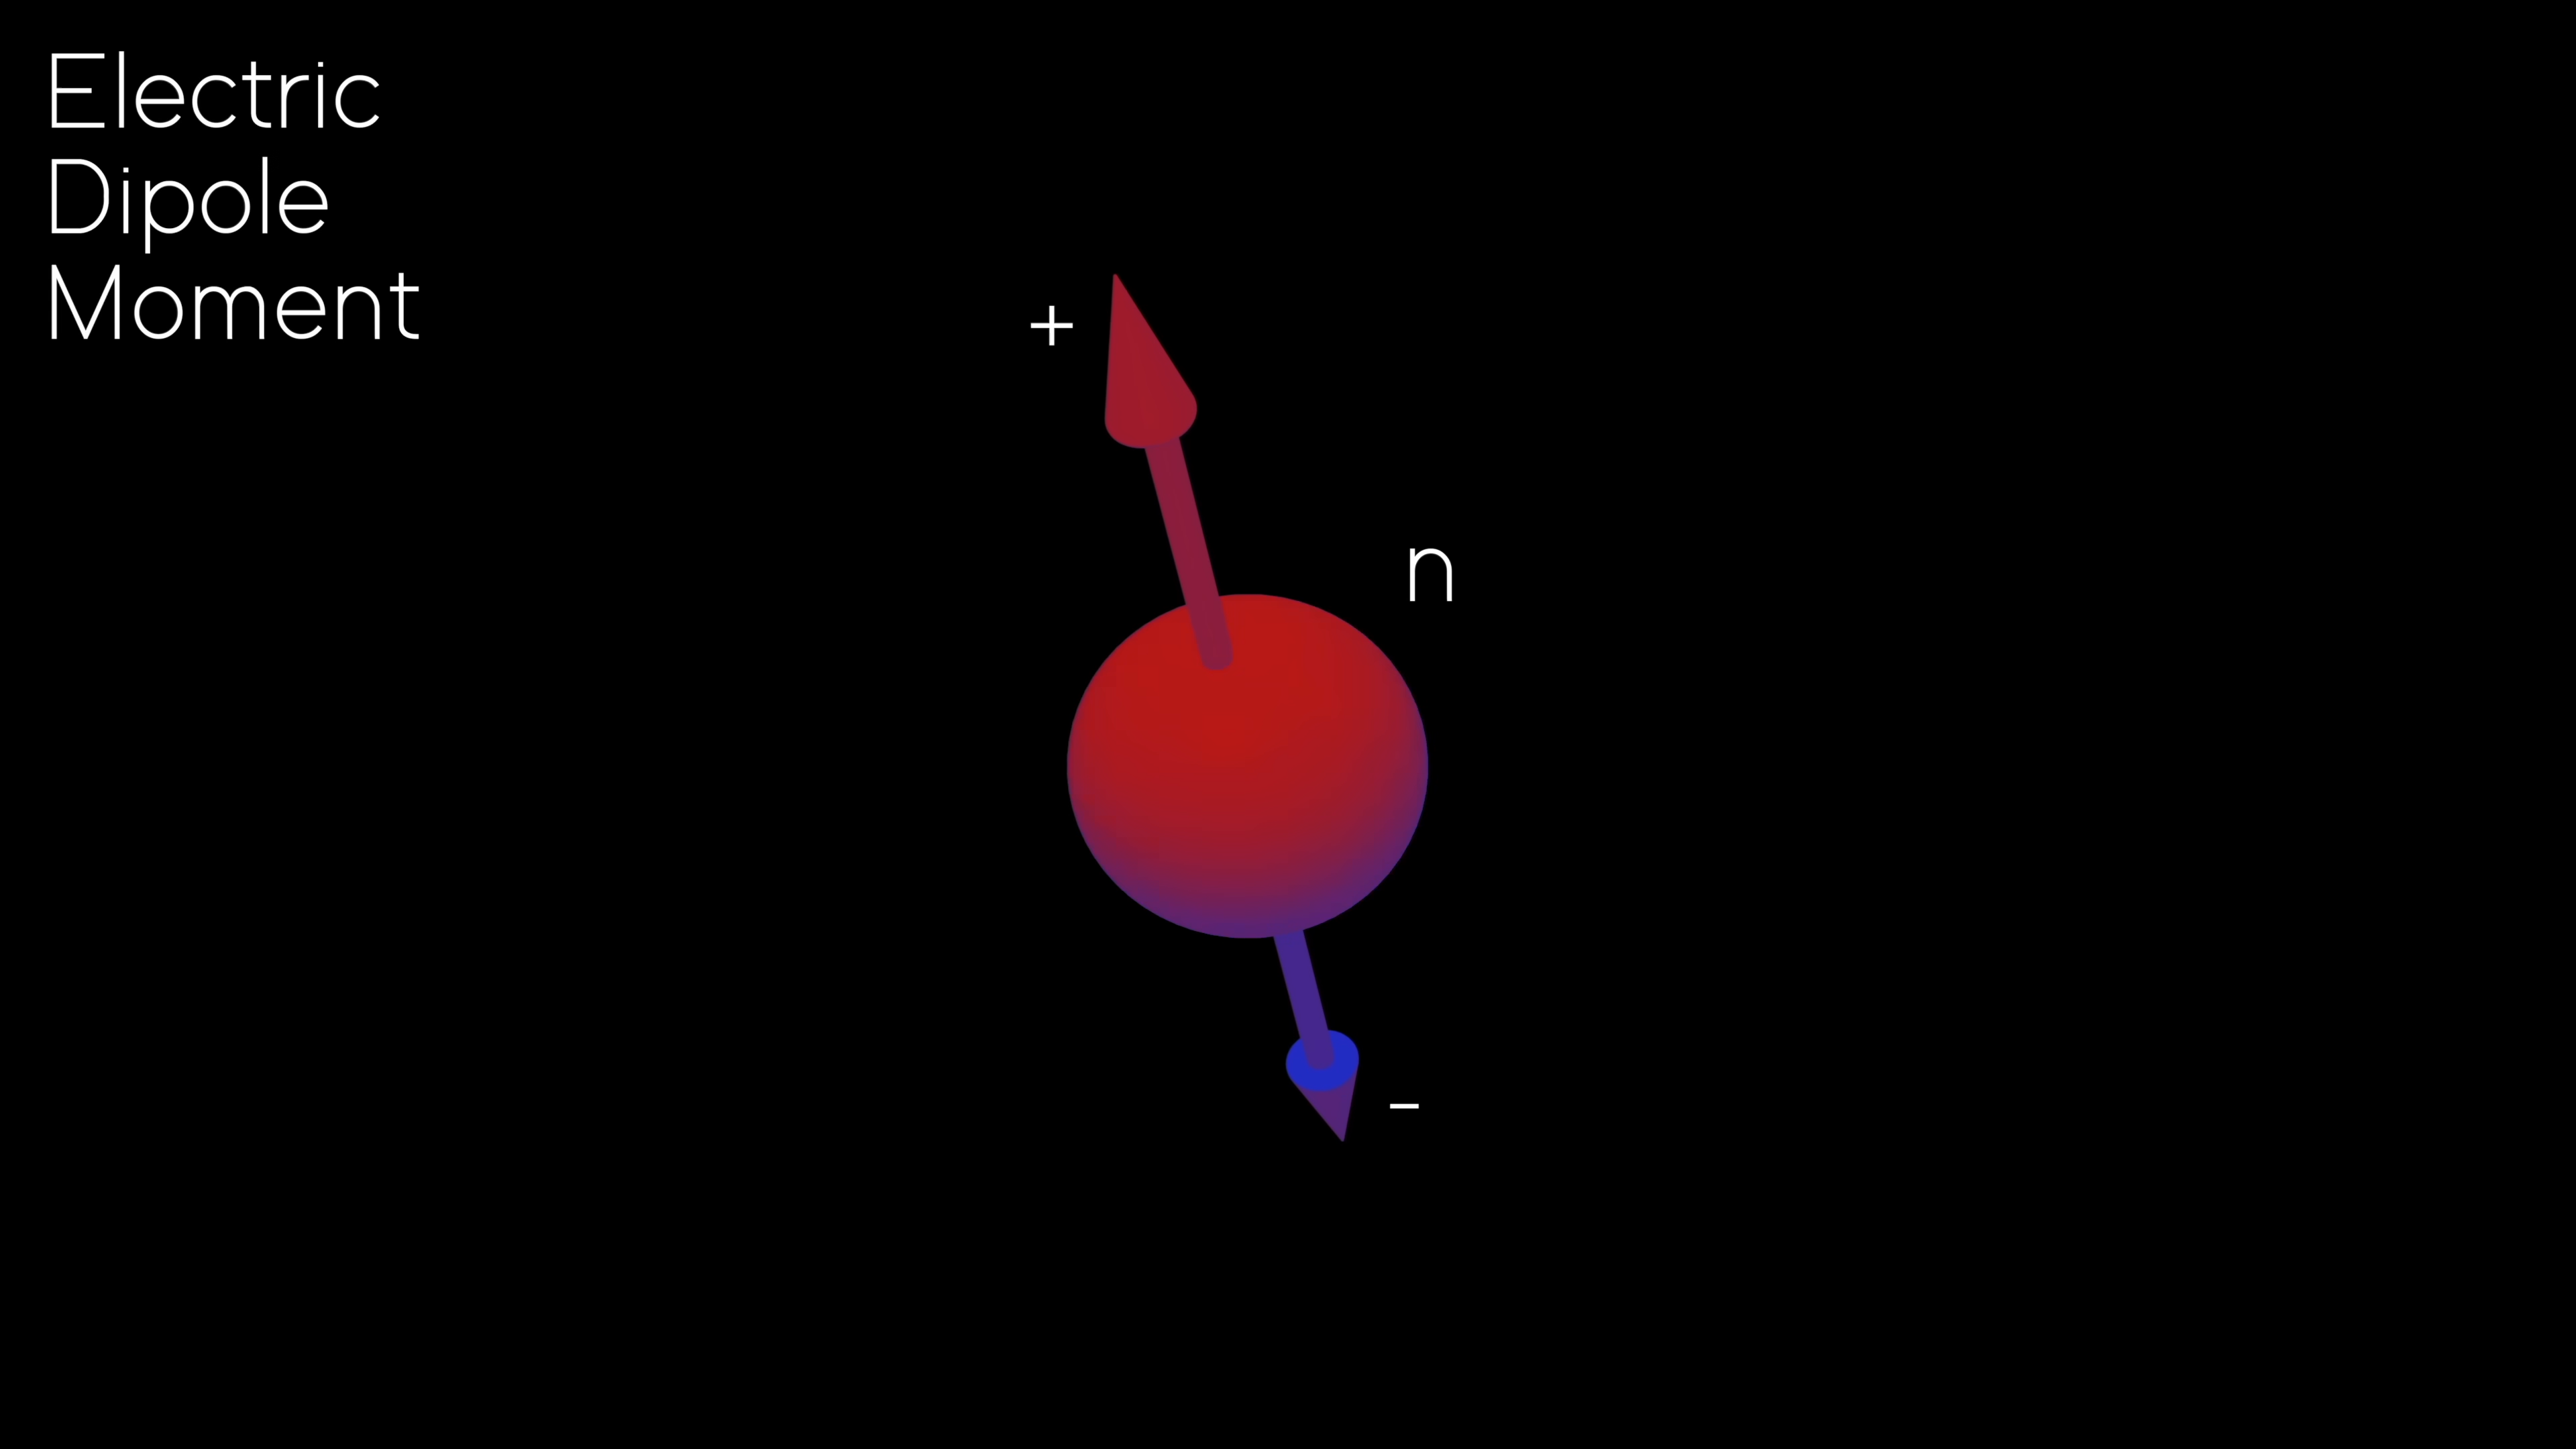 Electric
Dipole
Moment
+
n
-